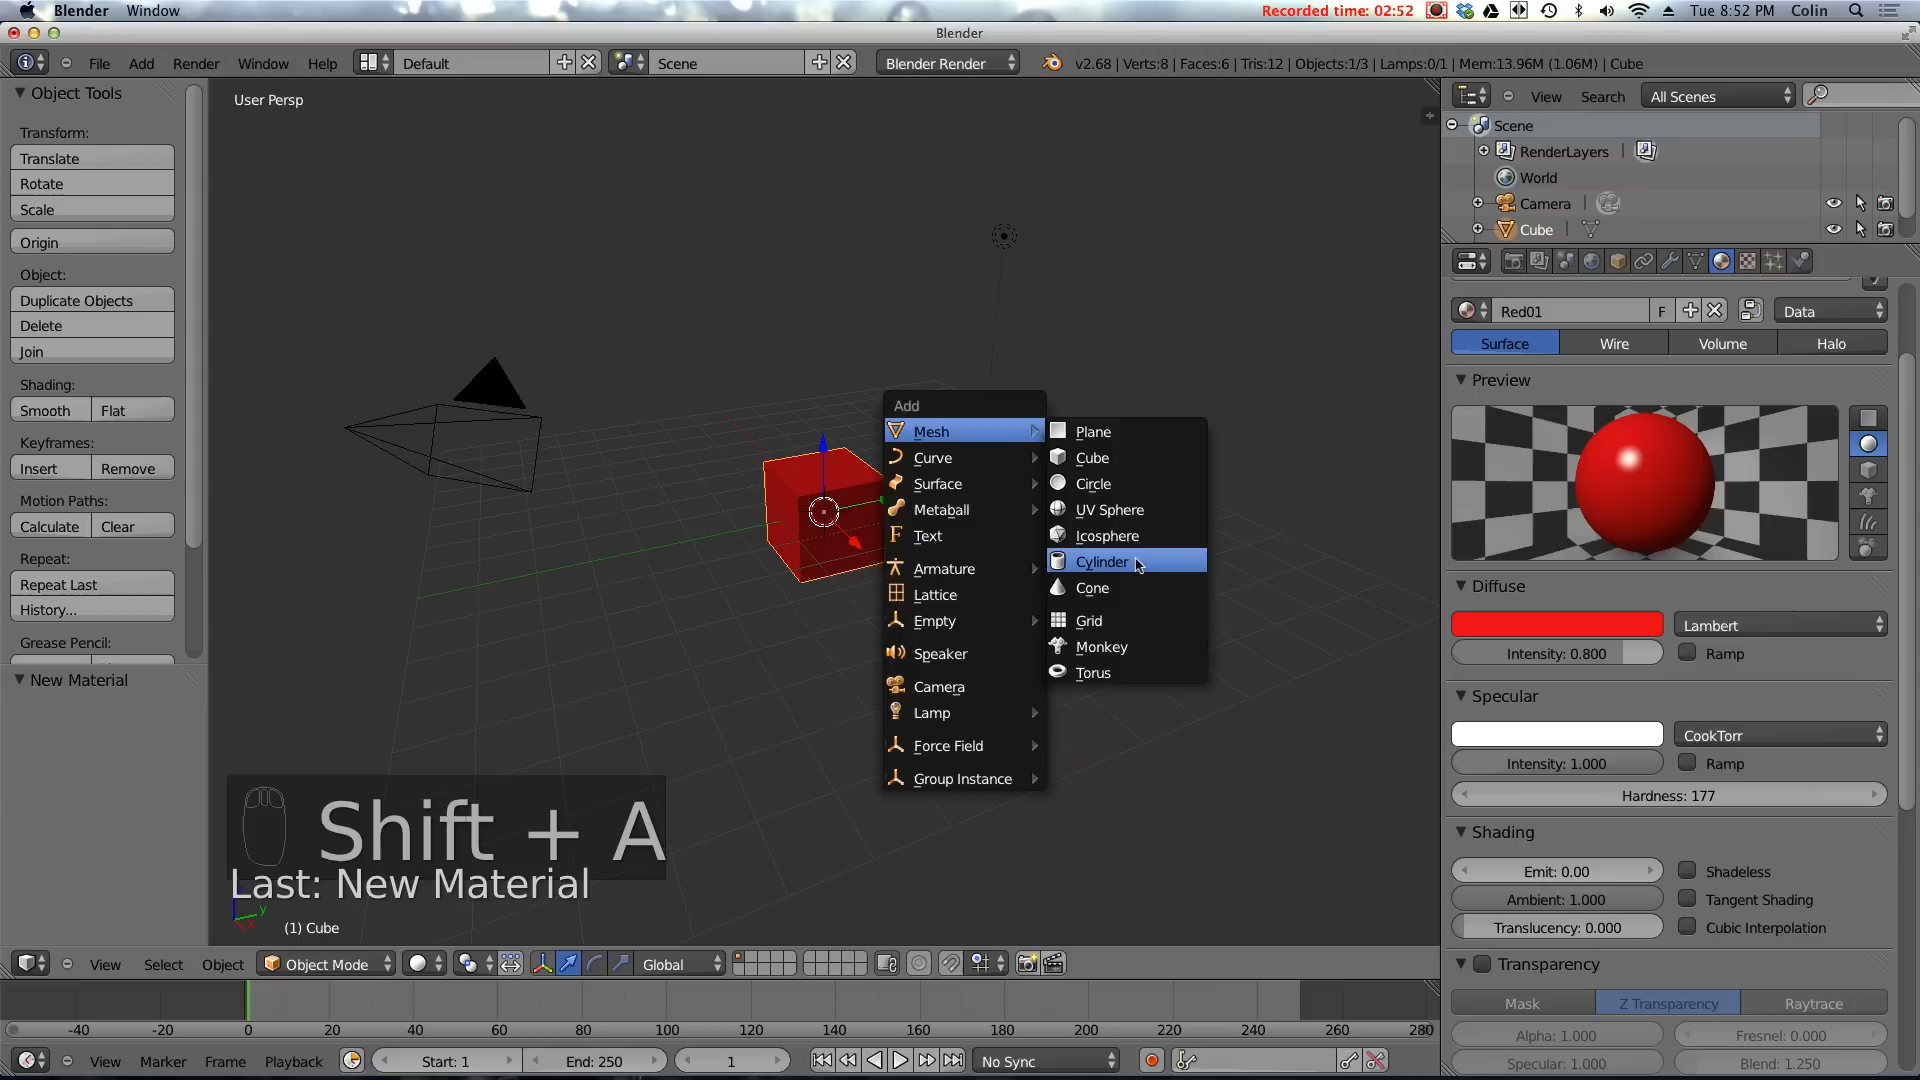 Blender Window Recorded time: 02:52 Tue 8:52 PM Colin
Blender
File Add Render Window Help Default Scene Blender Render v2.68 | Verts:8 | Faces:6 | Tris:12 | Objects:1/3 | Lamps:0/1 | Mem:13.96M (1.06M) | Cube
Object Tools
Transform:
Translate
Rotate
Scale
Origin
Object:
Duplicate Objects
Delete
Join
Shading:
Smooth Flat
Keyframes:
Insert Remove
Motion Paths:
Calculate Clear
Repeat:
Repeat Last
History...
Grease Pencil:
New Material
User Persp
Add
Mesh
Curve
Surface
Metaball
Text
Armature
Lattice
Empty
Speaker
Camera
Lamp
Force Field
Group Instance
Plane
Cube
Circle
UV Sphere
Icosphere
Cylinder
Cone
Grid
Monkey
Torus
Shift + A
Last: New Material
(1) Cube
View Search All Scenes
Scene
RenderLayers
World
Camera
Cube
Red01 F Data
Surface Wire Volume Halo
Preview
Diffuse
Lambert
Intensity: 0.800 Ramp
Specular
CookTorr
Intensity: 1.000 Ramp
Hardness: 177
Shading
Emit: 0.00 Shadeless
Ambient: 1.000 Tangent Shading
Translucency: 0.000 Cubic Interpolation
Transparency
Mask Z Transparency Raytrace
Alpha: 1.000 Fresnel: 0.000
Specular: 1.000 Blend: 1.250
View Select Object Object Mode Global
-40 -20 0 20 40 60 80 100 120 140 160 180 200 220 240 260 280
View Marker Frame Playback Start: 1 End: 250 1 No Sync